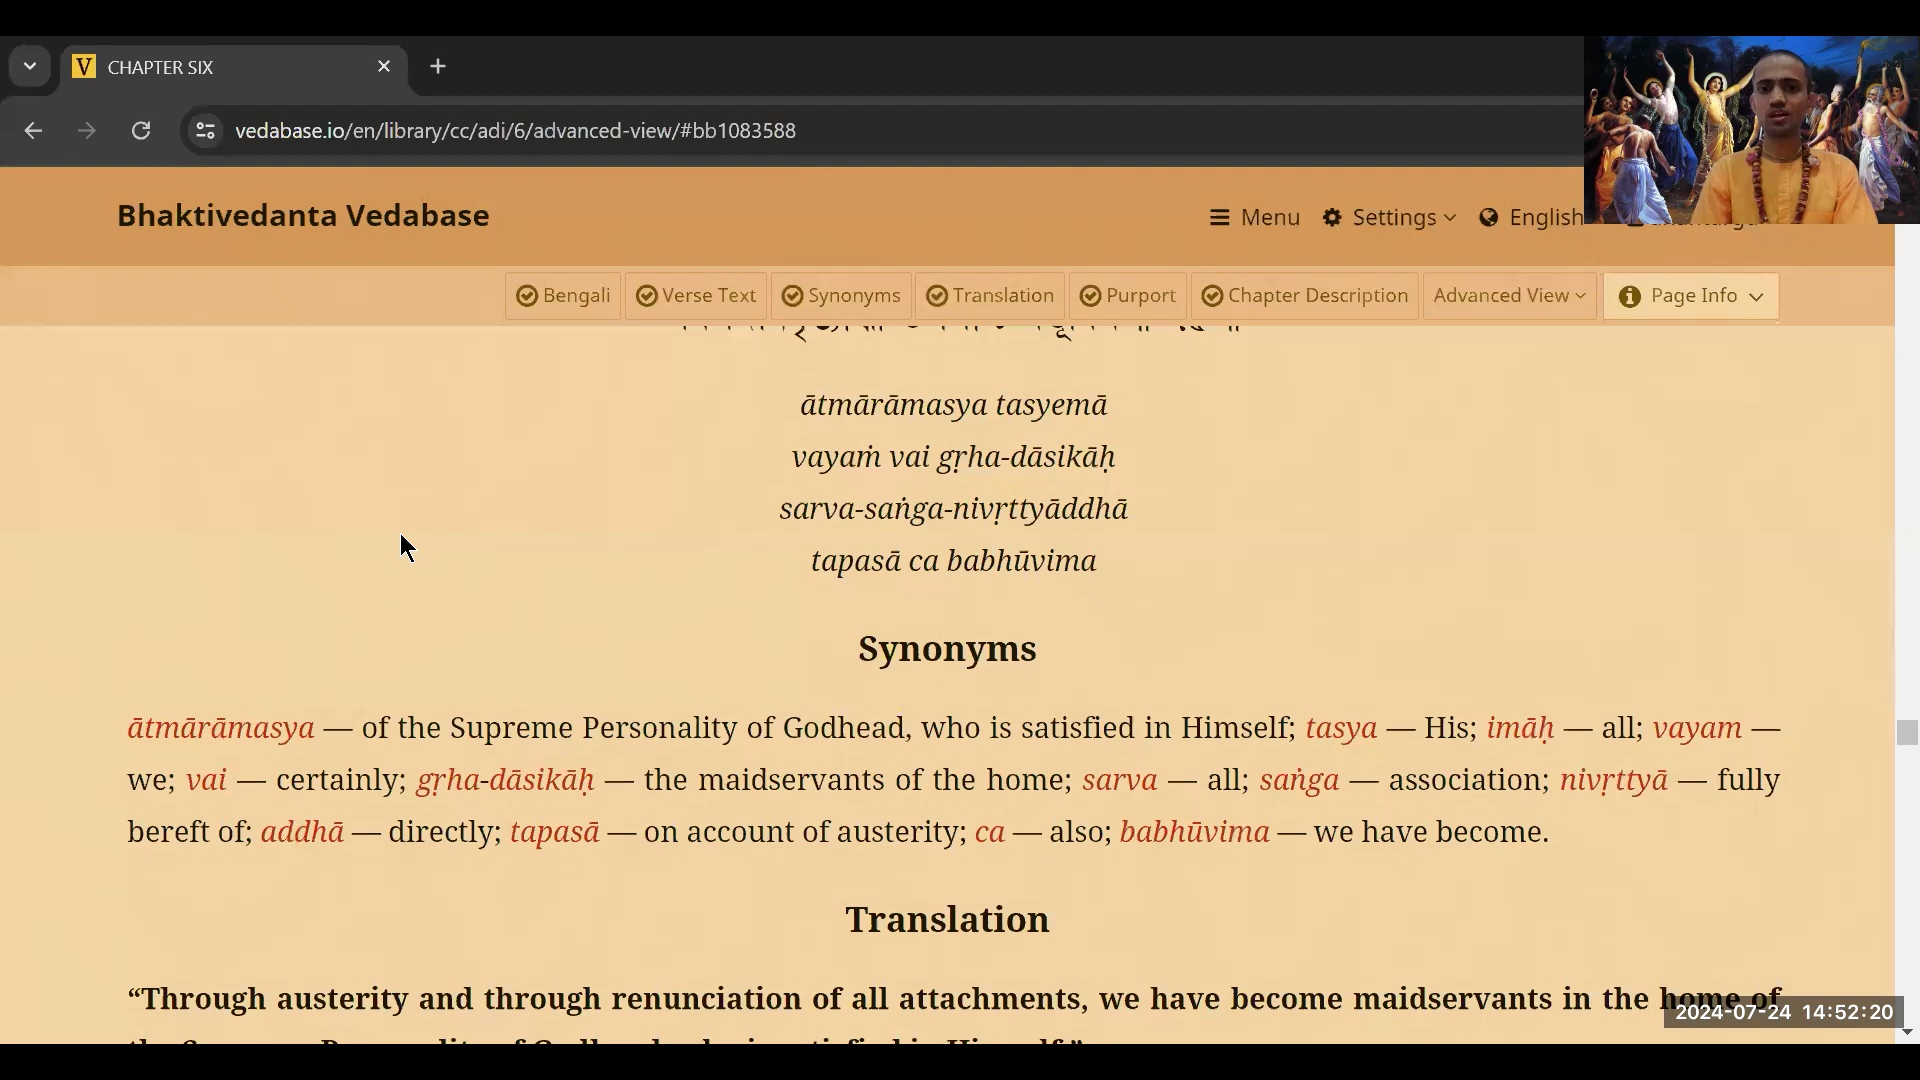 CHAPTER SIX
vedabase.io/en/library/cc/adi/6/advanced-view/#bb1083588
Bhaktivedanta Vedabase
Menu Settings English
Bengali Verse Text Synonyms Translation Purport Chapter Description Advanced View Page Info
ātmārāmasya tasyemā
vayaṁ vai gṛha-dāsikāḥ
sarva-saṅga-nivṛttyāddhā
tapasā ca babhūvima
Synonyms
ātmārāmasya — of the Supreme Personality of Godhead, who is satisfied in Himself; tasya — His; imāḥ — all; vayam —
we; vai — certainly; gṛha-dāsikāḥ — the maidservants of the home; sarva — all; saṅga — association; nivṛttyā — fully
bereft of; addhā — directly; tapasā — on account of austerity; ca — also; babhūvima — we have become.
Translation
“Through austerity and through renunciation of all attachments, we have become maidservants in the home of
2024-07-24 14:52:20